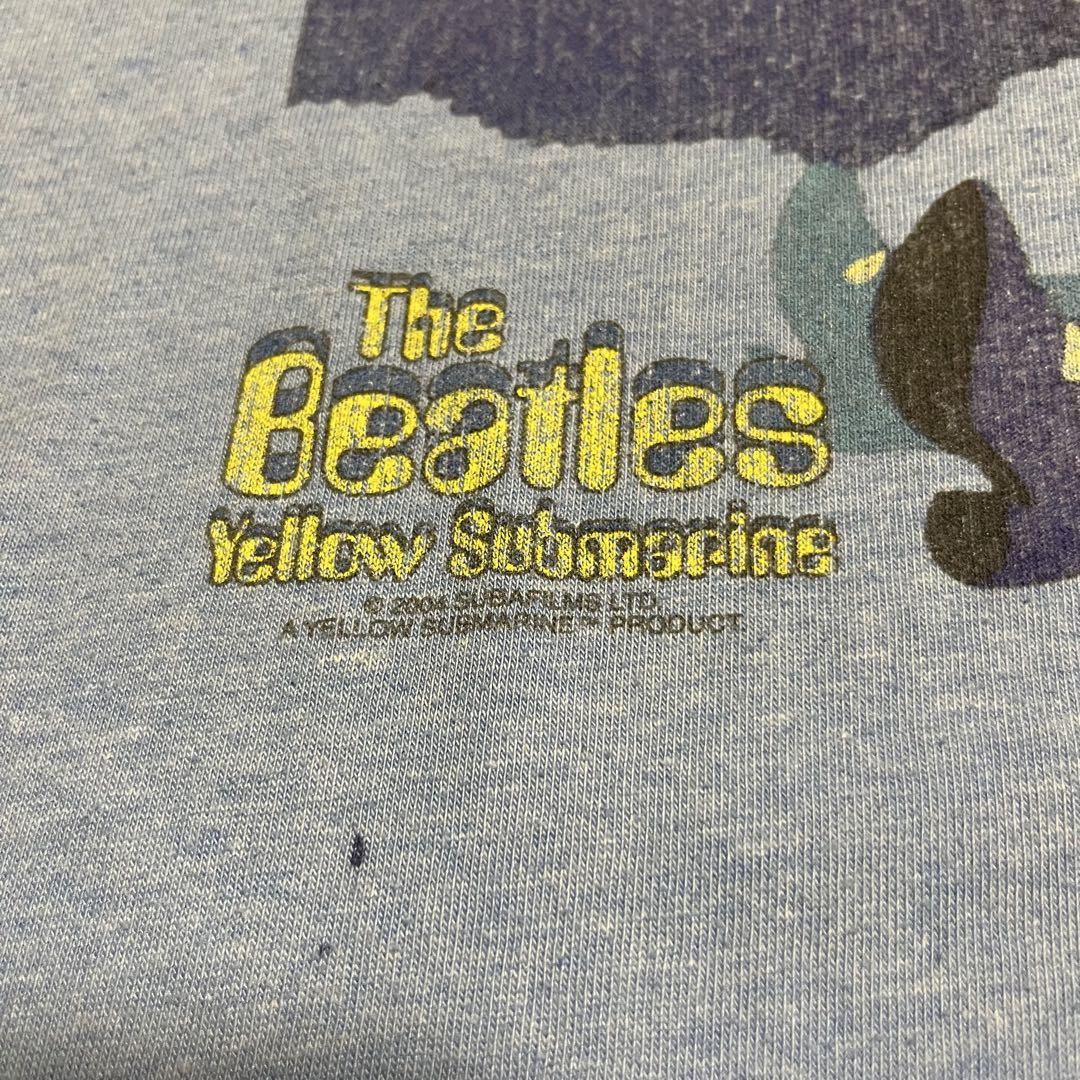 The
Beatles
Yellow Submarine
© 2004 SUBAFILMS LTD.
A YELLOW SUBMARINE™ PRODUCT